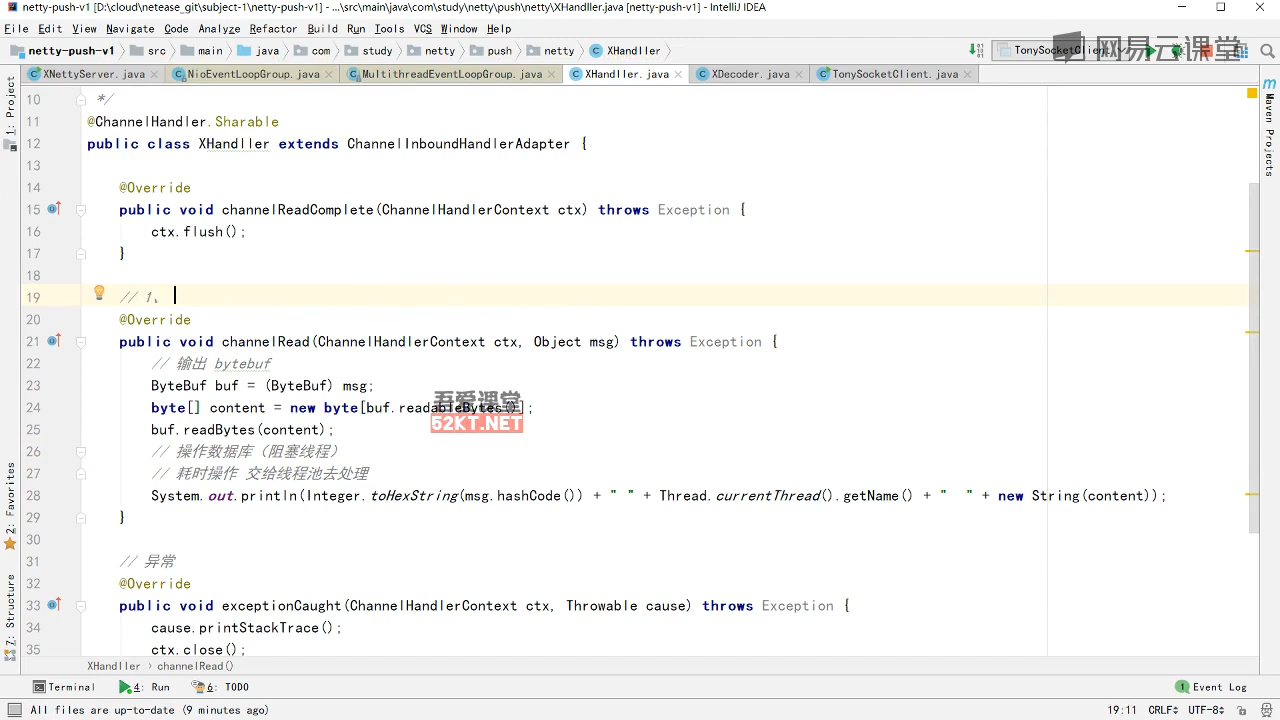 netty-push-v1 [D:\cloud\netease_git\subject-1\netty-push-v1] - ...\src\main\java\com\study\netty\push\netty\XHandller.java [netty-push-v1] - IntelliJ IDEA
File Edit View Navigate Code Analyze Refactor Build Run Tools VCS Window Help
netty-push-v1 src main java com study netty push netty XHandller
TonySocketClient
网易云课堂
XNettyServer.java NioEventLoopGroup.java MultithreadEventLoopGroup.java XHandller.java XDecoder.java TonySocketClient.java
1: Project
Maven Projects
2: Favorites
Z: Structure
10 */
11 @ChannelHandler.Sharable
12 public class XHandller extends ChannelInboundHandlerAdapter {
13
14 @Override
15 public void channelReadComplete(ChannelHandlerContext ctx) throws Exception {
16 ctx.flush();
17 }
18
19 // 1、
20 @Override
21 public void channelRead(ChannelHandlerContext ctx, Object msg) throws Exception {
22 // 输出 bytebuf
23 ByteBuf buf = (ByteBuf) msg;
24 byte[] content = new byte[buf.readableBytes()];
25 buf.readBytes(content);
26 // 操作数据库（阻塞线程）
27 // 耗时操作 交给线程池去处理
28 System.out.println(Integer.toHexString(msg.hashCode()) + " " + Thread.currentThread().getName() + "  " + new String(content));
29 }
30
31 // 异常
32 @Override
33 public void exceptionCaught(ChannelHandlerContext ctx, Throwable cause) throws Exception {
34 cause.printStackTrace();
35 ctx.close();
吾爱课堂
52KT.NET
XHandller › channelRead()
Terminal 4: Run 6: TODO 1 Event Log
All files are up-to-date (9 minutes ago) 19:11 CRLF UTF-8